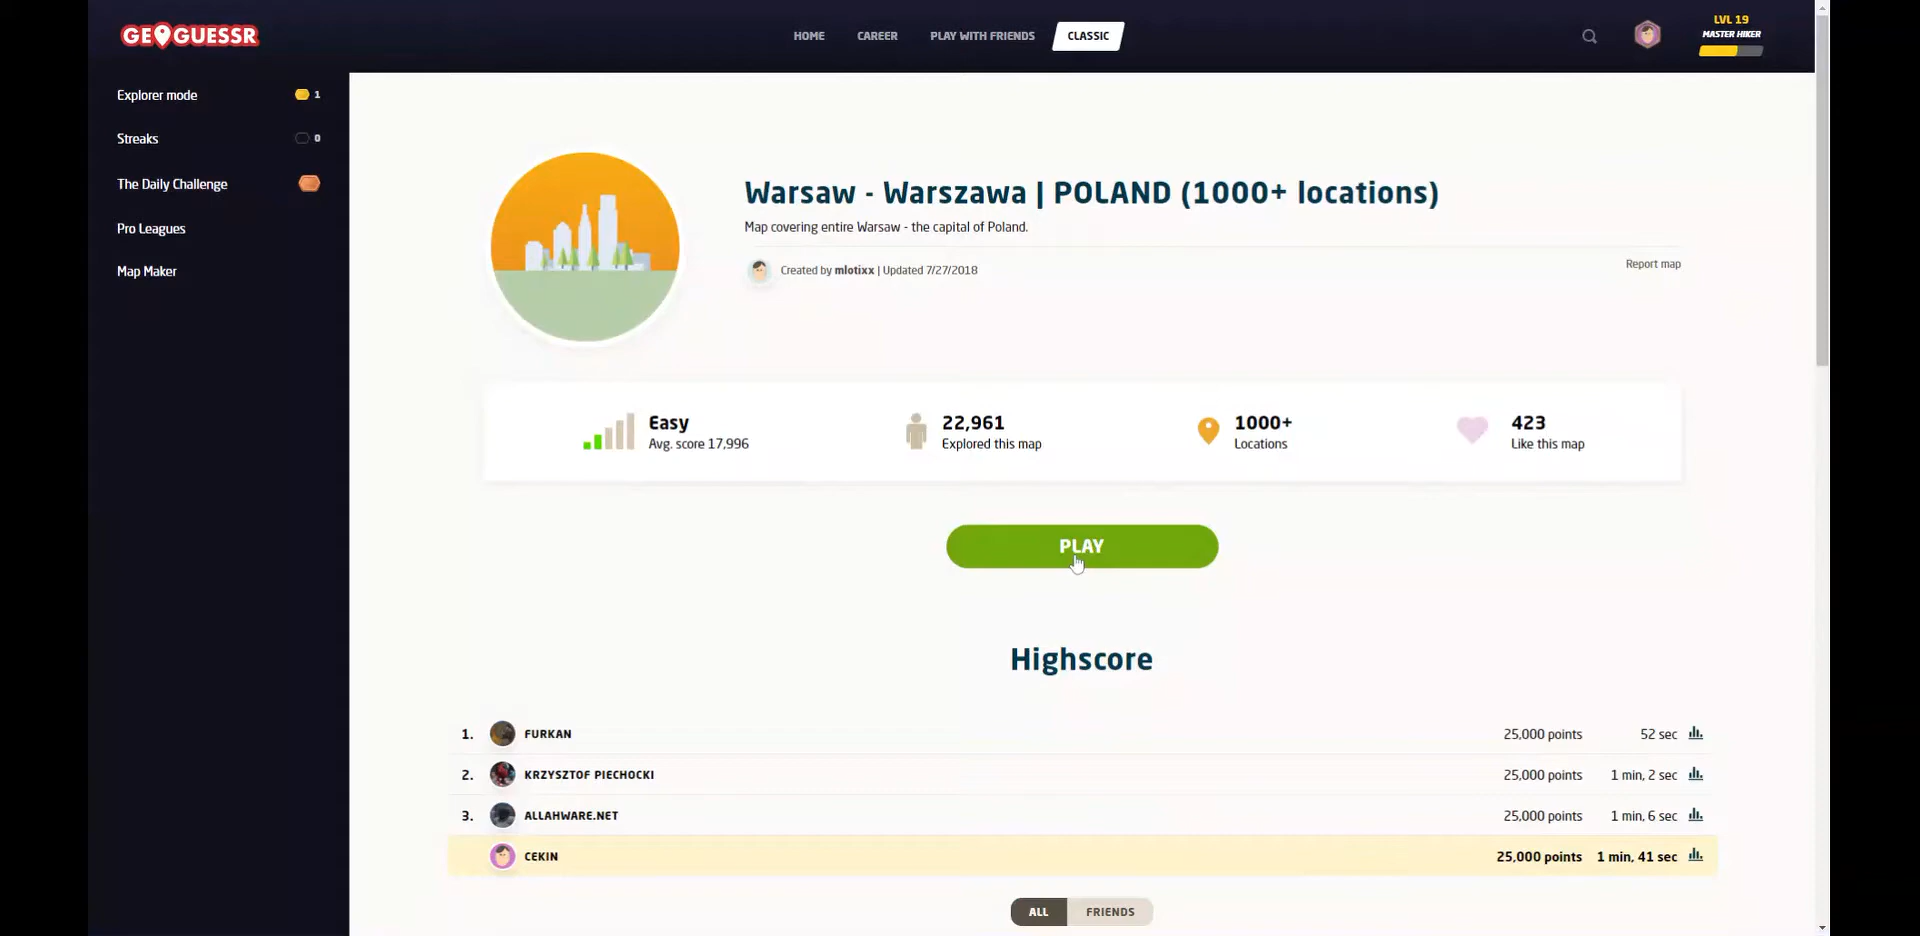 GEOGUESSR
HOME CAREER PLAY WITH FRIENDS CLASSIC
LVL 19
MASTER HIKER
Explorer mode 1
Streaks 0
The Daily Challenge
Pro Leagues
Map Maker
Warsaw - Warszawa | POLAND (1000+ locations)
Map covering entire Warsaw - the capital of Poland.
Created by mlotixx | Updated 7/27/2018
Report map
Easy
Avg. score 17,996
22,961
Explored this map
1000+
Locations
423
Like this map
PLAY
Highscore
1. FURKAN 25,000 points 52 sec
2. KRZYSZTOF PIECHOCKI 25,000 points 1 min, 2 sec
3. ALLAHWARE.NET 25,000 points 1 min, 6 sec
CEKIN 25,000 points 1 min, 41 sec
ALL FRIENDS